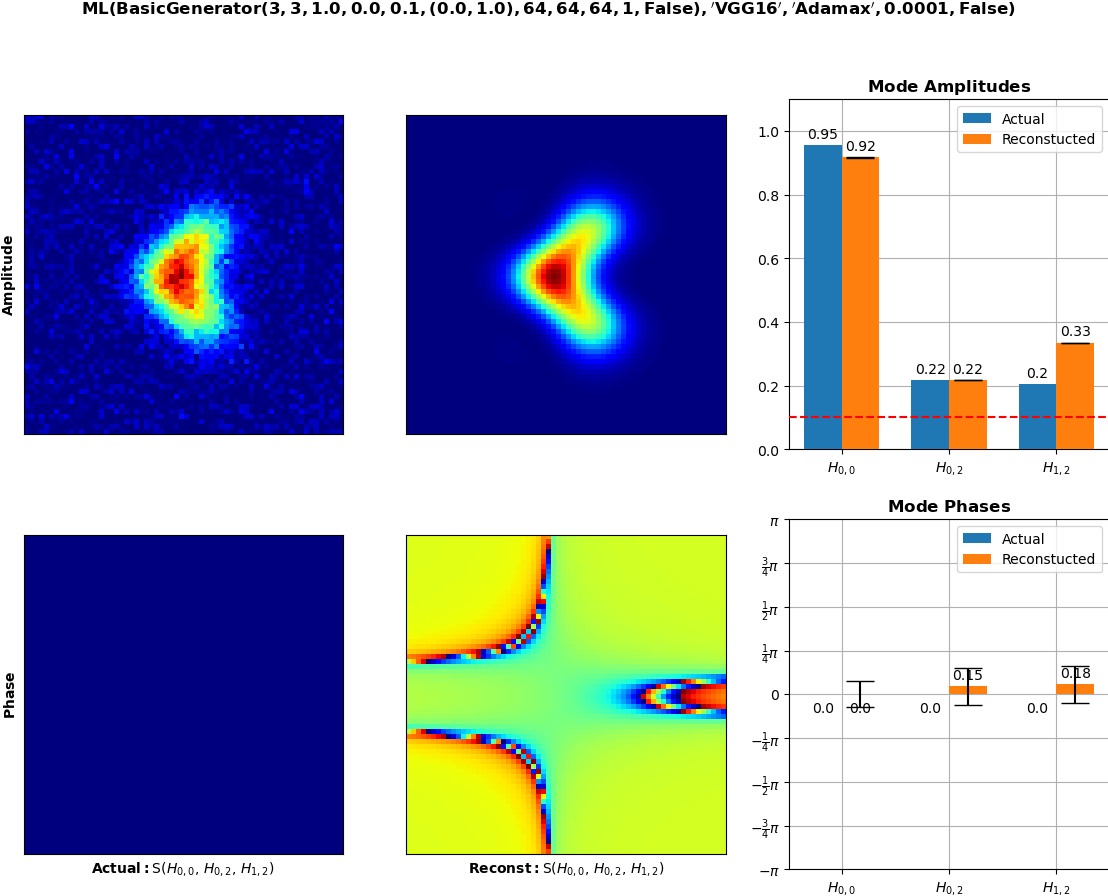 ML(BasicGenerator(3, 3, 1.0, 0.0, 0.1, (0.0, 1.0), 64, 64, 64, 1, False), ′VGG16′, ′Adamax′, 0.0001, False)
Amplitude
Mode Amplitudes
Actual
Reconstucted
1.0
0.8
0.6
0.4
0.2
0.0
0.95
0.92
0.22
0.22
0.2
0.33
H0,0
H0,2
H1,2
Phase
Actual: S(H0,0, H0,2, H1,2)
Reconst: S(H0,0, H0,2, H1,2)
Mode Phases
Actual
Reconstucted
π
3/4π
1/2π
1/4π
0
−1/4π
−1/2π
−3/4π
−π
0.0
0.0
0.0
0.15
0.0
0.18
H0,0
H0,2
H1,2